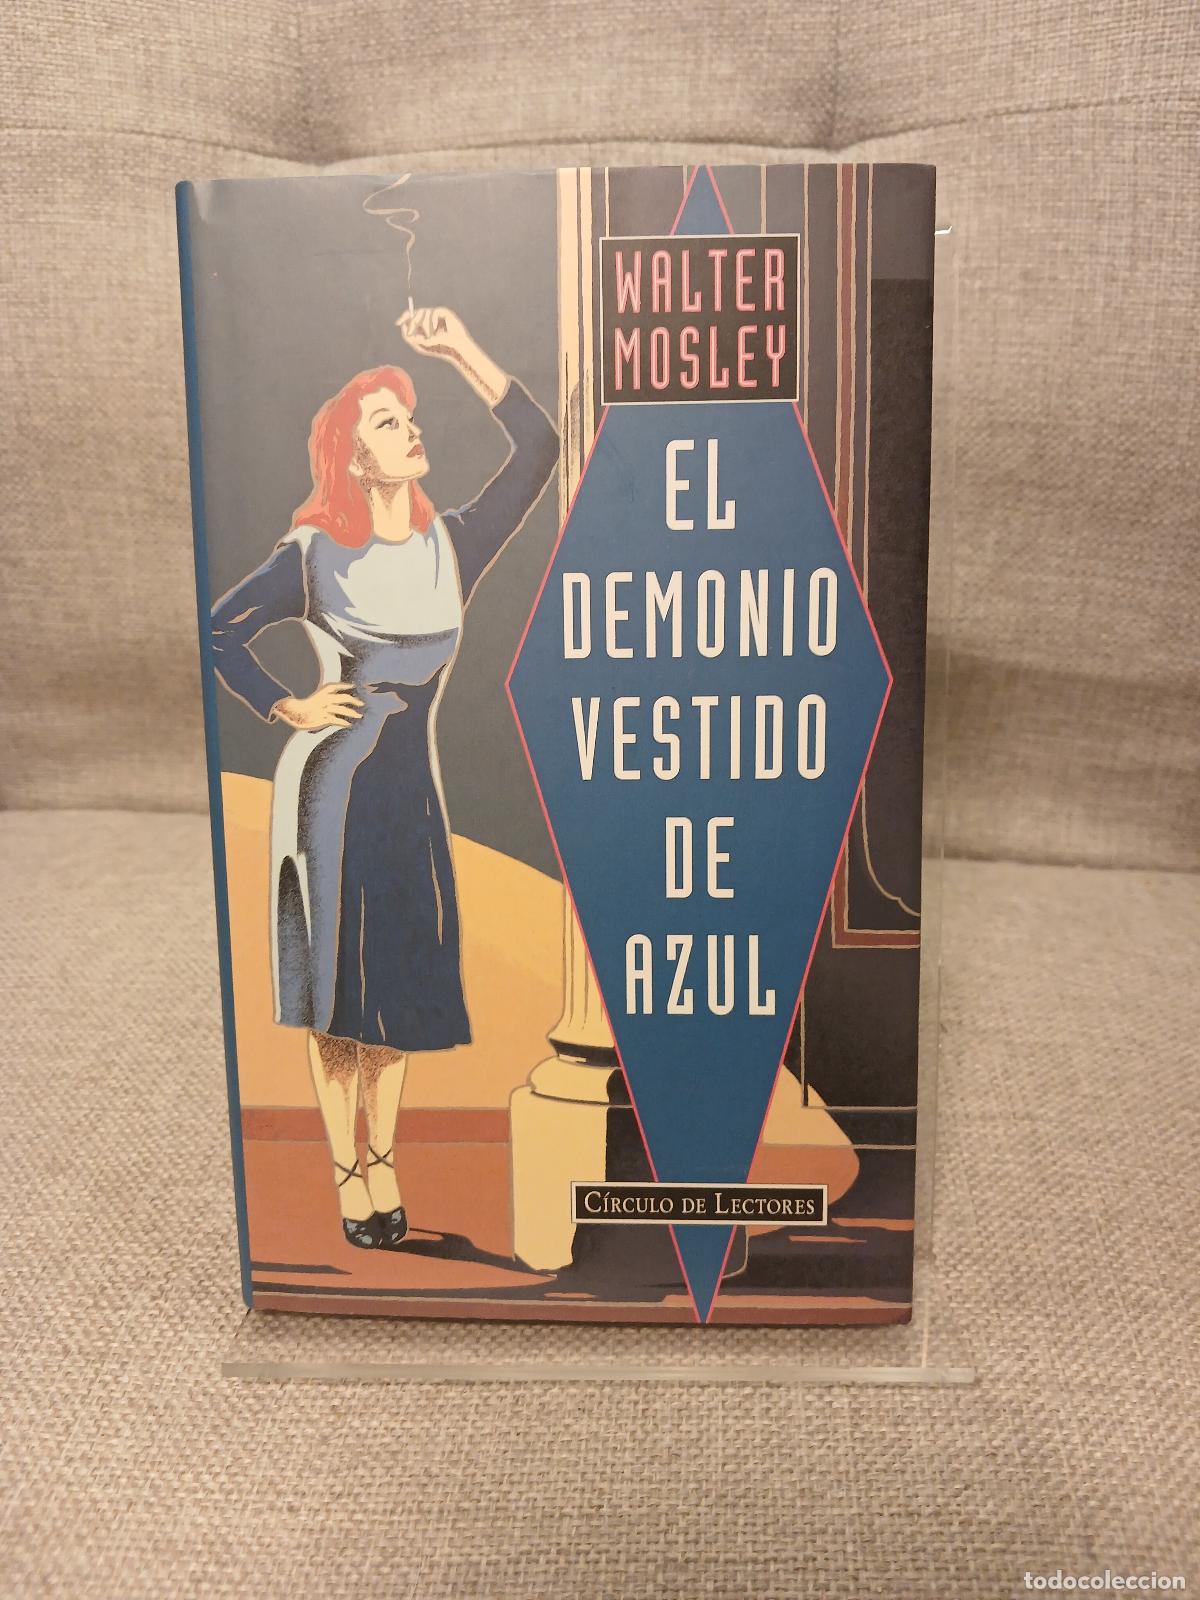 WALTER
MOSLEY
EL
DEMONIO
VESTIDO
DE
AZUL
CÍRCULO DE LECTORES
todocoleccion